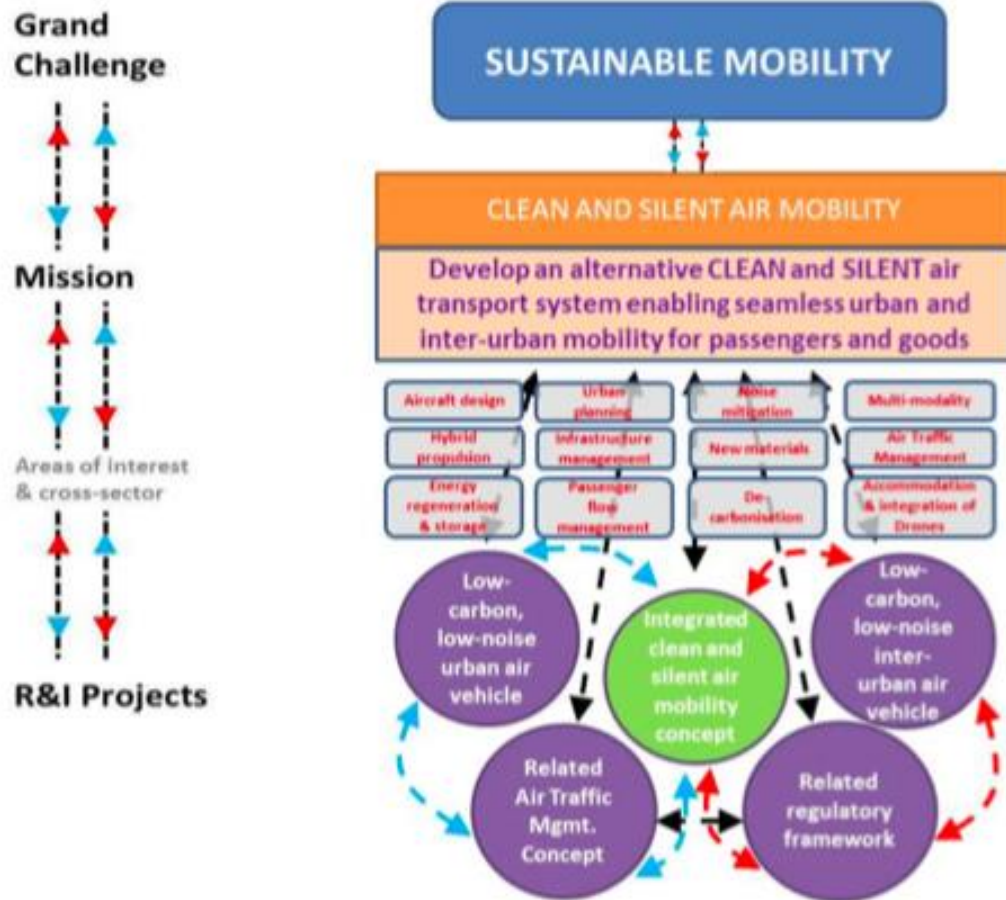 Grand
Challenge
SUSTAINABLE MOBILITY
CLEAN AND SILENT AIR MOBILITY
Mission
Develop an alternative CLEAN and SILENT air
transport system enabling seamless urban and
inter-urban mobility for passengers and goods
Aircraft design
Urban
planning
Noise
mitigation
Multi-modality
Hybrid
propulsion
Infrastructure
management
New materials
Air Traffic
Management
Areas of interest
& cross-sector
Energy
regeneration
& storage
Passenger
flow
management
De-
carbonisation
Accommodation
& integration of
Drones
R&I Projects
Low-
carbon,
low-noise
urban air
vehicle
Integrated
clean and
silent air
mobility
concept
Low-
carbon,
low-noise
inter-
urban air
vehicle
Related
Air Traffic
Mgmt.
Concept
Related
regulatory
framework